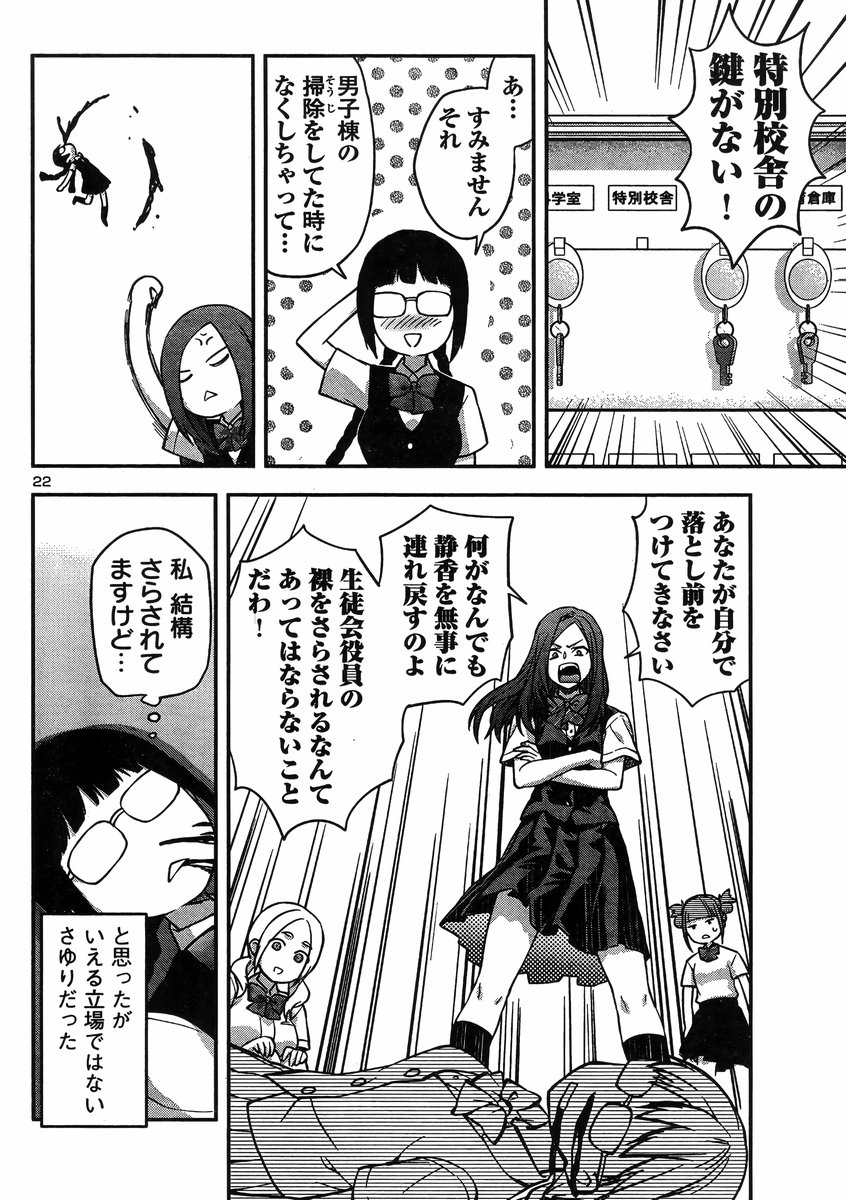 特別校舎の
鍵がない！
学室
特別校舎
倉庫
あ…
すみません
それ
男子棟の
掃除をしてた時に
そうじ
なくしちゃって…
22
あなたが自分で
落とし前を
つけてきなさい
何がなんでも
静香を無事に
連れ戻すのよ
生徒会役員の
裸をさらされるなんて
あってはならないこと
だわ！
私 結構
さらされて
ますけど…
と思ったが
いえる立場ではない
さゆりだった